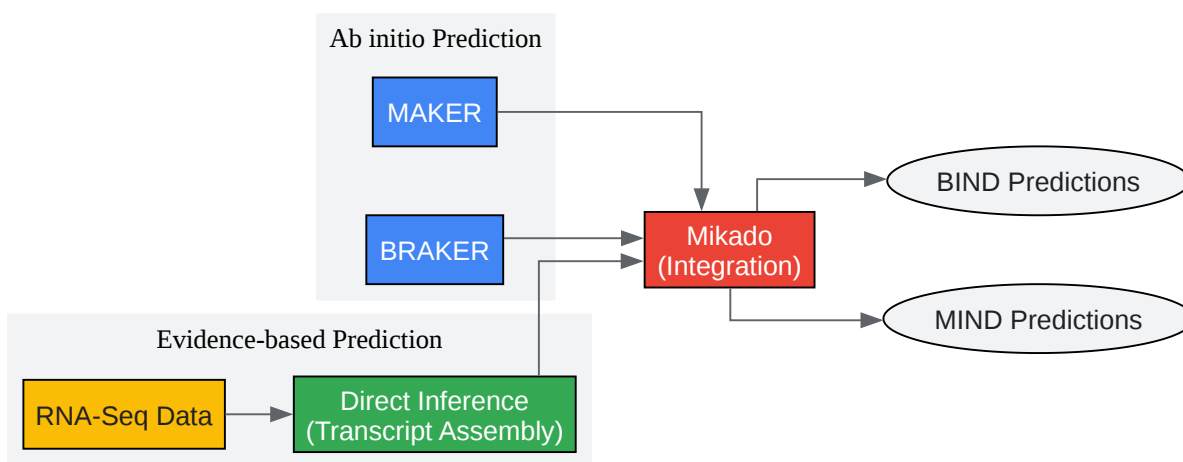 Ab initio Prediction
MAKER
BRAKER
Mikado
(Integration)
BIND Predictions
MIND Predictions
Evidence-based Prediction
RNA-Seq Data
Direct Inference
(Transcript Assembly)